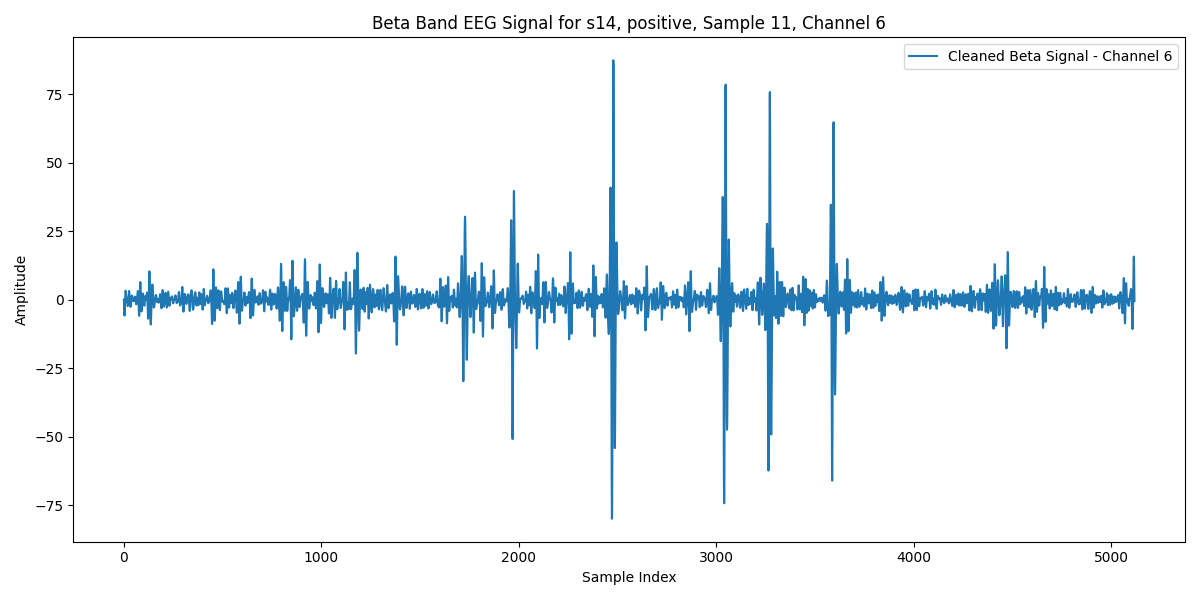 Beta Band EEG Signal for s14, positive, Sample 11, Channel 6
Cleaned Beta Signal - Channel 6
Amplitude
75
50
25
0
−25
−50
−75
0 1000 2000 3000 4000 5000
Sample Index